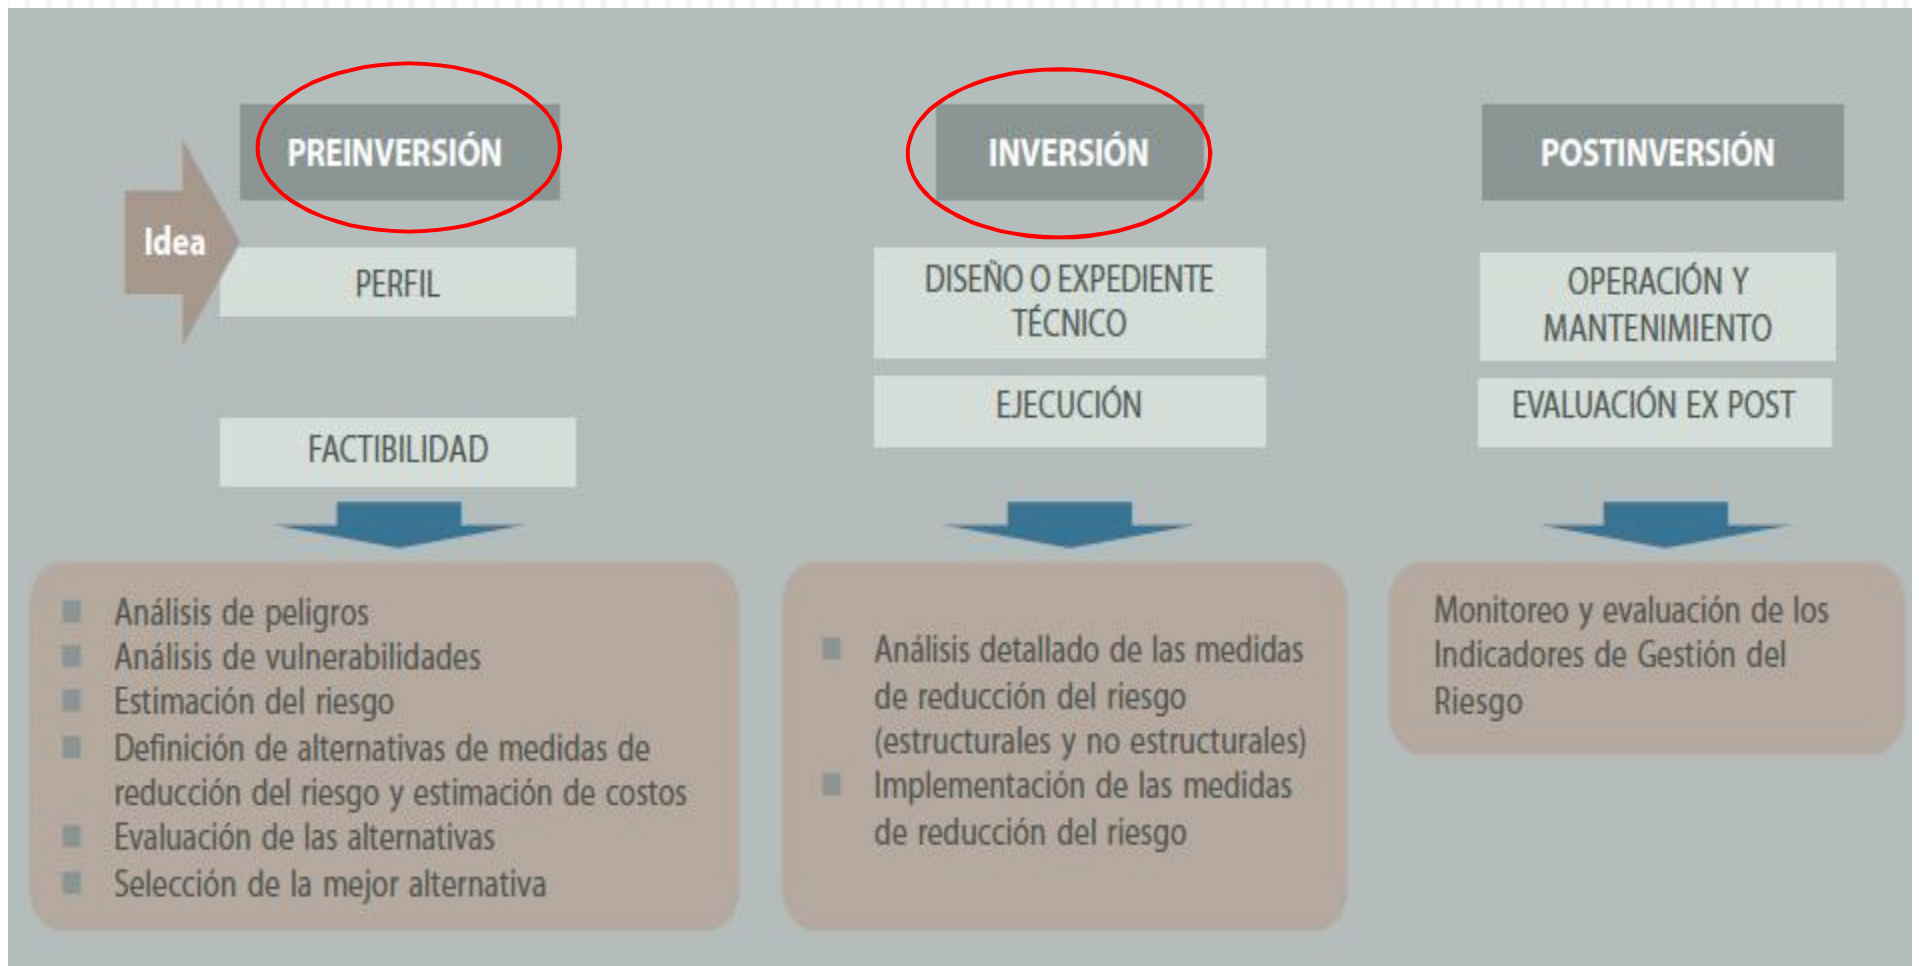 PREINVERSIÓN
Idea
PERFIL
FACTIBILIDAD
Análisis de peligros
Análisis de vulnerabilidades
Estimación del riesgo
Definición de alternativas de medidas de
reducción del riesgo y estimación de costos
Evaluación de las alternativas
Selección de la mejor alternativa
INVERSIÓN
DISEÑO O EXPEDIENTE
TÉCNICO
EJECUCIÓN
Análisis detallado de las medidas
de reducción del riesgo
(estructurales y no estructurales)
Implementación de las medidas
de reducción del riesgo
POSTINVERSIÓN
OPERACIÓN Y
MANTENIMIENTO
EVALUACIÓN EX POST
Monitoreo y evaluación de los
Indicadores de Gestión del
Riesgo